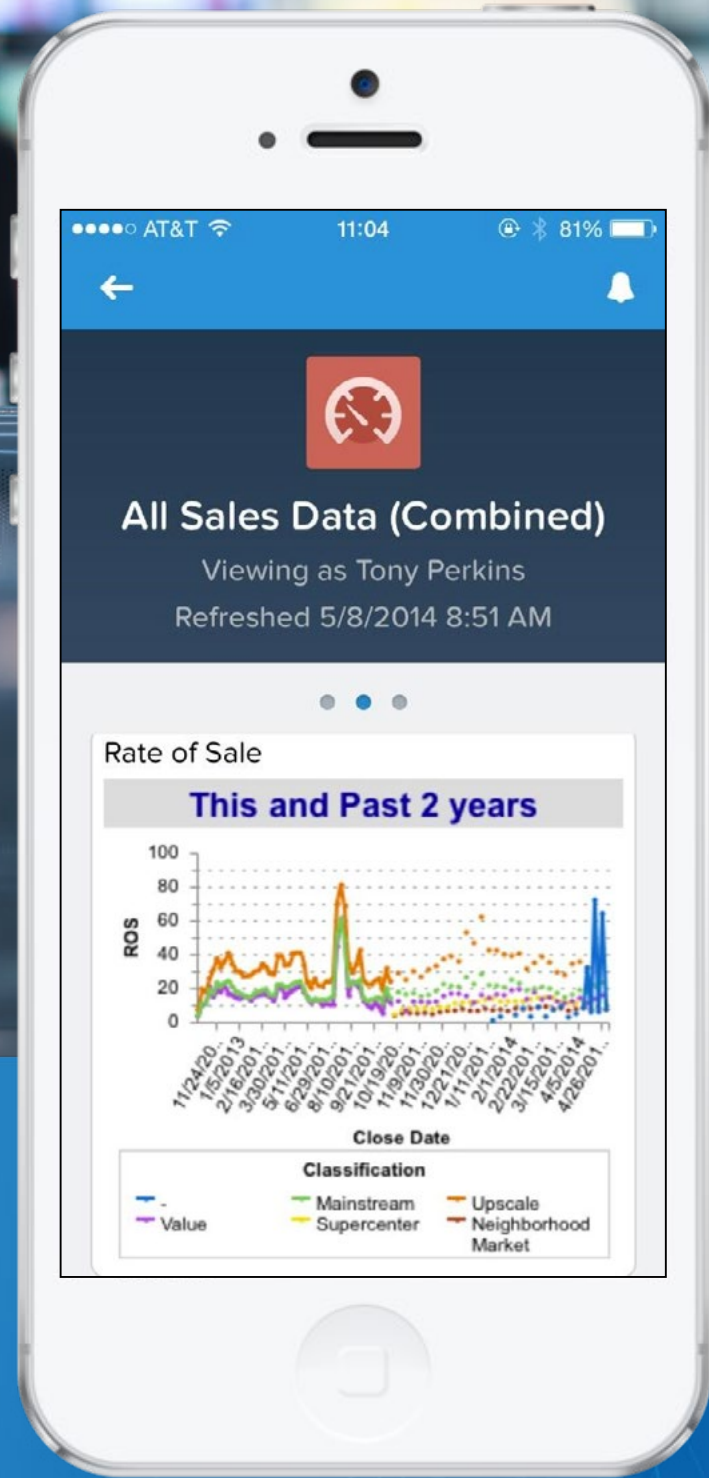 AT&T 11:04 81%
All Sales Data (Combined)
Viewing as Tony Perkins
Refreshed 5/8/2014 8:51 AM
Rate of Sale
This and Past 2 years
100
80
60
40
20
0
ROS
11/24/20.. 1/5/2013 2/16/201.. 3/30/201.. 5/11/201.. 6/29/201.. 8/10/201.. 9/21/201.. 10/19/20.. 11/9/201.. 11/30/20.. 12/21/20.. 1/11/201.. 2/1/2014 2/22/201.. 3/15/201.. 4/5/2014 4/26/201..
Close Date
Classification
- Mainstream Upscale
Value Supercenter Neighborhood
Market